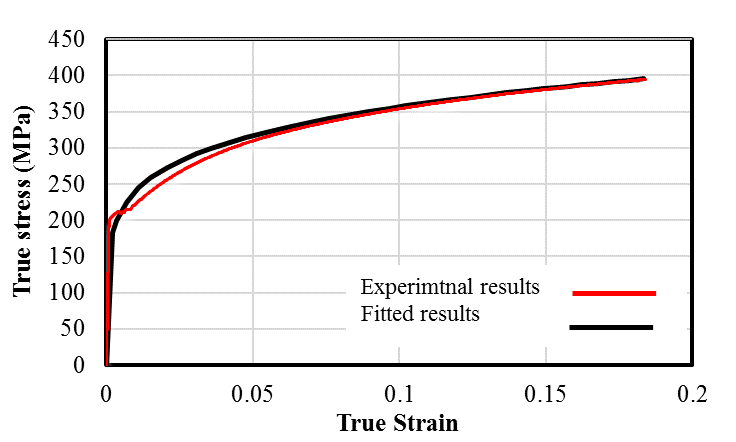 450
400
350
300
250
200
150
100
50
0
True stress (MPa)
Experimtnal results
Fitted results
0 0.05 0.1 0.15 0.2
True Strain